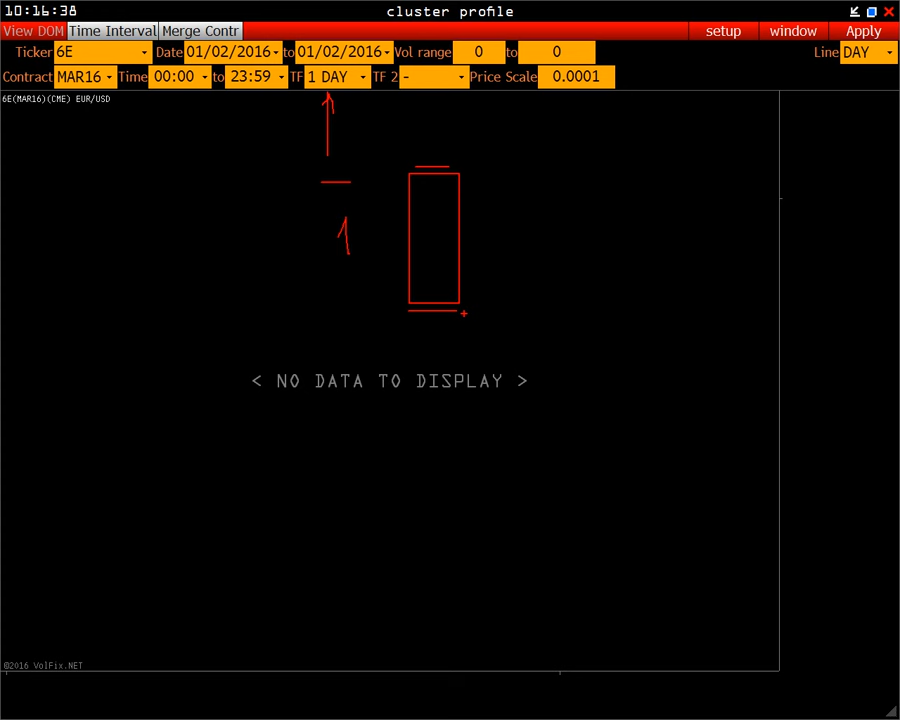 10:16:38 cluster profile
View DOM Time Interval Merge Contr setup window Apply
Ticker 6E Date 01/02/2016 to 01/02/2016 Vol range 0 to 0 Line DAY
Contract MAR16 Time 00:00 to 23:59 TF 1 DAY TF 2 - Price Scale 0.0001
6E(MAR16)(CME) EUR/USD
1
< NO DATA TO DISPLAY >
©2016 VolFix.NET